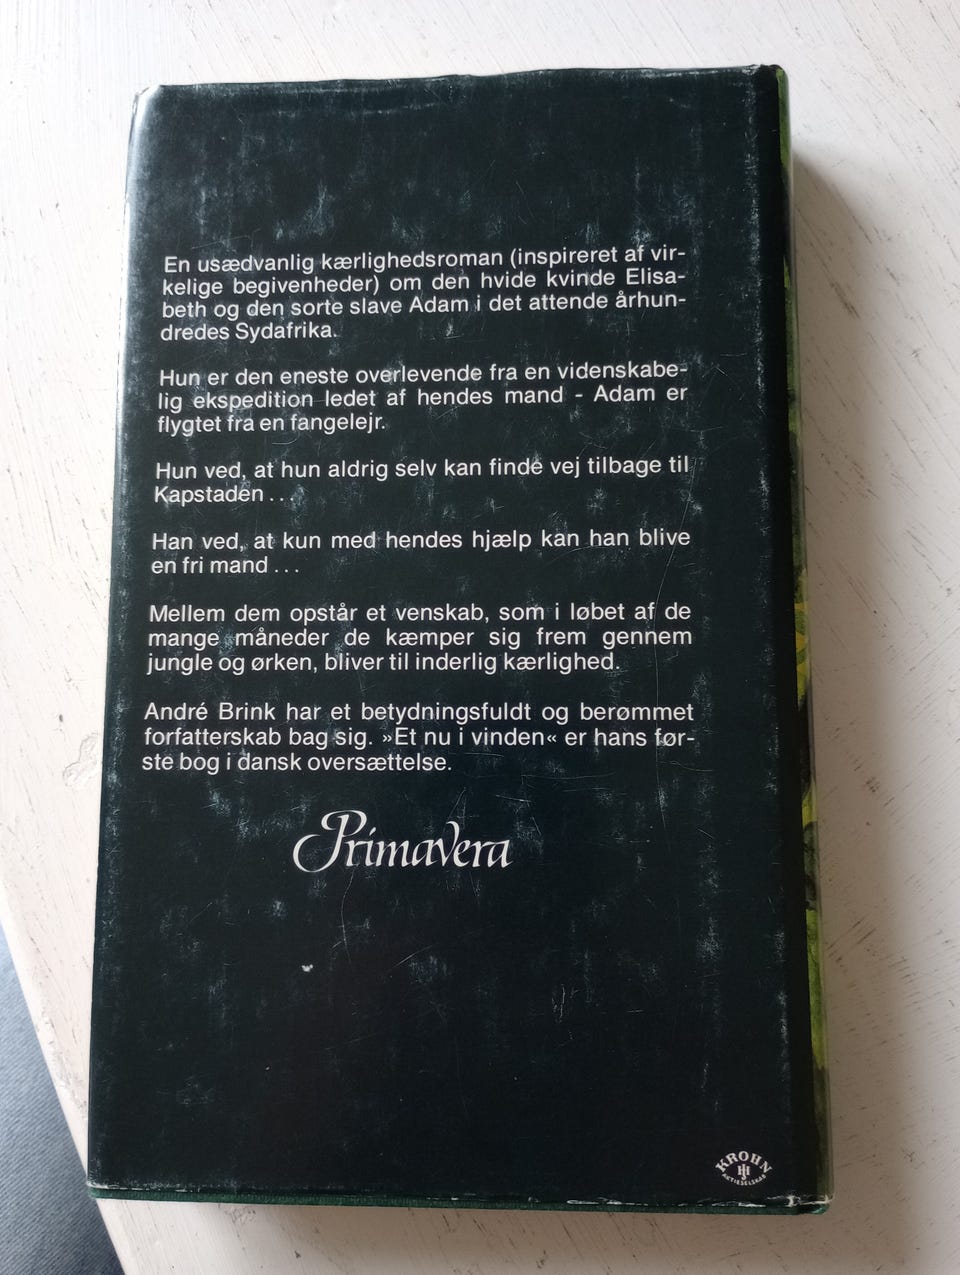 En usædvanlig kærlighedsroman (inspireret af vir-
kelige begivenheder) om den hvide kvinde Elisa-
beth og den sorte slave Adam i det attende århun-
dredes Sydafrika.
Hun er den eneste overlevende fra en videnskabe-
lig ekspedition ledet af hendes mand - Adam er
flygtet fra en fangelejr.
Hun ved, at hun aldrig selv kan finde vej tilbage til
Kapstaden . . .
Han ved, at kun med hendes hjælp kan han blive
en fri mand . . .
Mellem dem opstår et venskab, som i løbet af de
mange måneder de kæmper sig frem gennem
jungle og ørken, bliver til inderlig kærlighed.
André Brink har et betydningsfuldt og berømmet
forfatterskab bag sig. »Et nu i vinden« er hans før-
ste bog i dansk oversættelse.
Primavera
KROHN
AKTIESELSKAB